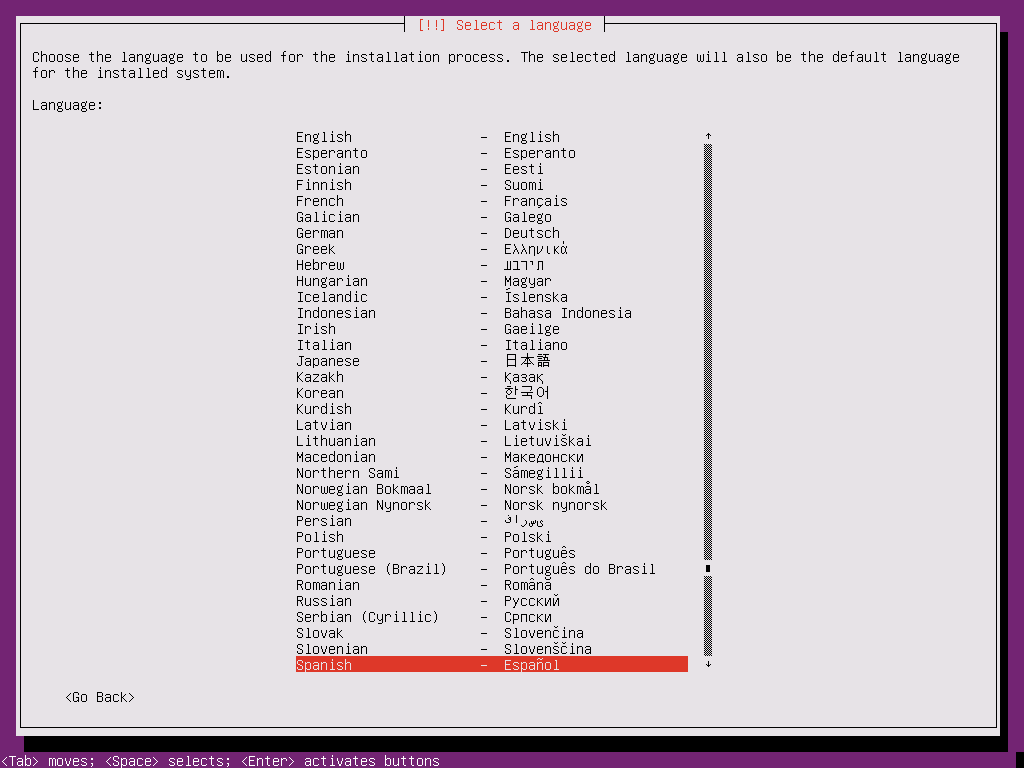 [!!] Select a language
Choose the language to be used for the installation process. The selected language will also be the default language
for the installed system.
Language:
English - English
Esperanto - Esperanto
Estonian - Eesti
Finnish - Suomi
French - Français
Galician - Galego
German - Deutsch
Greek - Ελληνικά
Hebrew - תירבע
Hungarian - Magyar
Icelandic - Íslenska
Indonesian - Bahasa Indonesia
Irish - Gaeilge
Italian - Italiano
Japanese - 日本語
Kazakh - Қазақ
Korean - 한국어
Kurdish - Kurdî
Latvian - Latviski
Lithuanian - Lietuviškai
Macedonian - Македонски
Northern Sami - Sámegillii
Norwegian Bokmaal - Norsk bokmål
Norwegian Nynorsk - Norsk nynorsk
Persian - فارسی
Polish - Polski
Portuguese - Português
Portuguese (Brazil) - Português do Brasil
Romanian - Română
Russian - Русский
Serbian (Cyrillic) - Српски
Slovak - Slovenčina
Slovenian - Slovenščina
Spanish - Español
<Go Back>
<Tab> moves; <Space> selects; <Enter> activates buttons